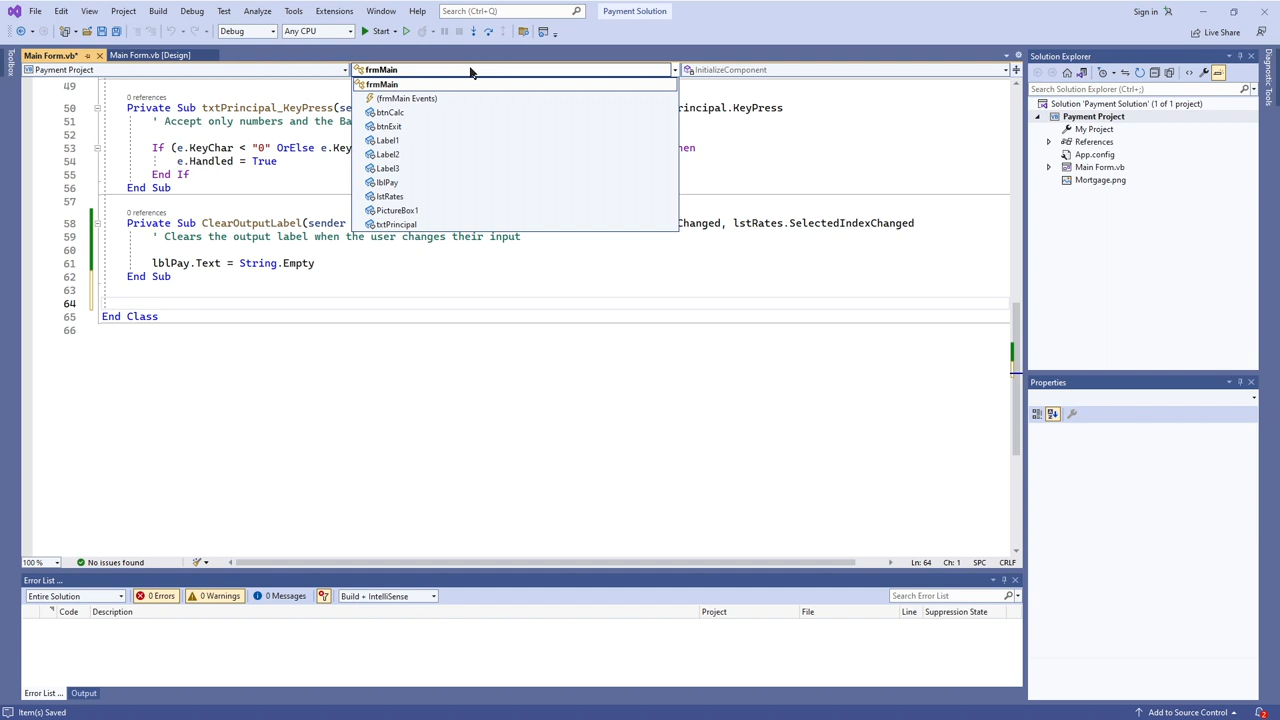 File Edit View Project Build Debug Test Analyze Tools Extensions Window Help Search (Ctrl+Q) Payment Solution Sign in
Debug Any CPU Start Live Share
Main Form.vb* Main Form.vb [Design]
Payment Project frmMain InitializeComponent
frmMain
(frmMain Events)
btnCalc
btnExit
Label1
Label2
Label3
lblPay
lstRates
PictureBox1
txtPrincipal
49
0 references
50 Private Sub txtPrincipal_KeyPress(se rincipal.KeyPress
51 ' Accept only numbers and the Ba
52
53 If (e.KeyChar < "0" OrElse e.Key en
54 e.Handled = True
55 End If
56 End Sub
57
0 references
58 Private Sub ClearOutputLabel(sender Changed, lstRates.SelectedIndexChanged
59 ' Clears the output label when the user changes their input
60
61 lblPay.Text = String.Empty
62 End Sub
63
64
65 End Class
66
100 % No issues found Ln: 64 Ch: 1 SPC CRLF
Error List ...
Entire Solution 0 Errors 0 Warnings 0 Messages Build + IntelliSense Search Error List
Code Description Project File Line Suppression State
Error List ... Output
Item(s) Saved Add to Source Control 2
Toolbox
Solution Explorer
Search Solution Explorer (Ctrl+;)
Solution 'Payment Solution' (1 of 1 project)
Payment Project
My Project
References
App.config
Main Form.vb
Mortgage.png
Properties
Diagnostic Tools